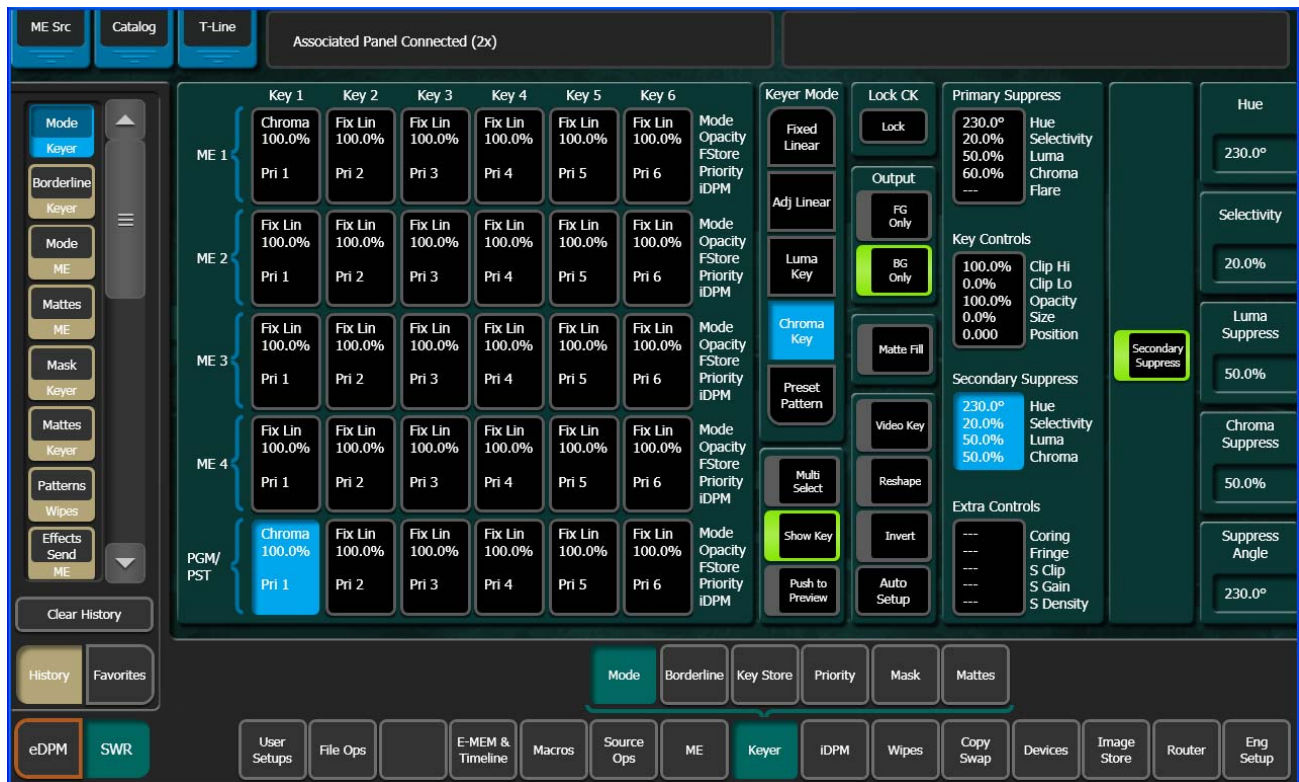 ME Src
Catalog
T-Line
Associated Panel Connected (2x)
Mode
Keyer
Borderline
Keyer
Mode
ME
Mattes
ME
Mask
Keyer
Mattes
Keyer
Patterns
Wipes
Effects
Send
ME
Clear History
History
Favorites
eDPM
SWR
Key 1 Key 2 Key 3 Key 4 Key 5 Key 6
ME 1
Chroma Fix Lin Fix Lin Fix Lin Fix Lin Fix Lin Mode
100.0% 100.0% 100.0% 100.0% 100.0% 100.0% Opacity
FStore
Pri 1 Pri 2 Pri 3 Pri 4 Pri 5 Pri 6 Priority
iDPM
ME 2
Fix Lin Fix Lin Fix Lin Fix Lin Fix Lin Fix Lin Mode
100.0% 100.0% 100.0% 100.0% 100.0% 100.0% Opacity
FStore
Pri 1 Pri 2 Pri 3 Pri 4 Pri 5 Pri 6 Priority
iDPM
ME 3
Fix Lin Fix Lin Fix Lin Fix Lin Fix Lin Fix Lin Mode
100.0% 100.0% 100.0% 100.0% 100.0% 100.0% Opacity
FStore
Pri 1 Pri 2 Pri 3 Pri 4 Pri 5 Pri 6 Priority
iDPM
ME 4
Fix Lin Fix Lin Fix Lin Fix Lin Fix Lin Fix Lin Mode
100.0% 100.0% 100.0% 100.0% 100.0% 100.0% Opacity
FStore
Pri 1 Pri 2 Pri 3 Pri 4 Pri 5 Pri 6 Priority
iDPM
PGM/
PST
Chroma Fix Lin Fix Lin Fix Lin Fix Lin Fix Lin Mode
100.0% 100.0% 100.0% 100.0% 100.0% 100.0% Opacity
FStore
Pri 1 Pri 2 Pri 3 Pri 4 Pri 5 Pri 6 Priority
iDPM
Keyer Mode
Fixed
Linear
Adj Linear
Luma
Key
Chroma
Key
Preset
Pattern
Multi
Select
Show Key
Push to
Preview
Lock CK
Lock
Output
FG
Only
BG
Only
Matte Fill
Video Key
Reshape
Invert
Auto
Setup
Primary Suppress
230.0° Hue
20.0% Selectivity
50.0% Luma
60.0% Chroma
--- Flare
Key Controls
100.0% Clip Hi
0.0% Clip Lo
100.0% Opacity
0.0% Size
0.000 Position
Secondary Suppress
230.0° Hue
20.0% Selectivity
50.0% Luma
50.0% Chroma
Extra Controls
--- Coring
--- Fringe
--- S Clip
--- S Gain
--- S Density
Secondary
Suppress
Hue
230.0°
Selectivity
20.0%
Luma
Suppress
50.0%
Chroma
Suppress
50.0%
Suppress
Angle
230.0°
Mode
Borderline
Key Store
Priority
Mask
Mattes
User
Setups
File Ops
E-MEM &
Timeline
Macros
Source
Ops
ME
Keyer
iDPM
Wipes
Copy
Swap
Devices
Image
Store
Router
Eng
Setup